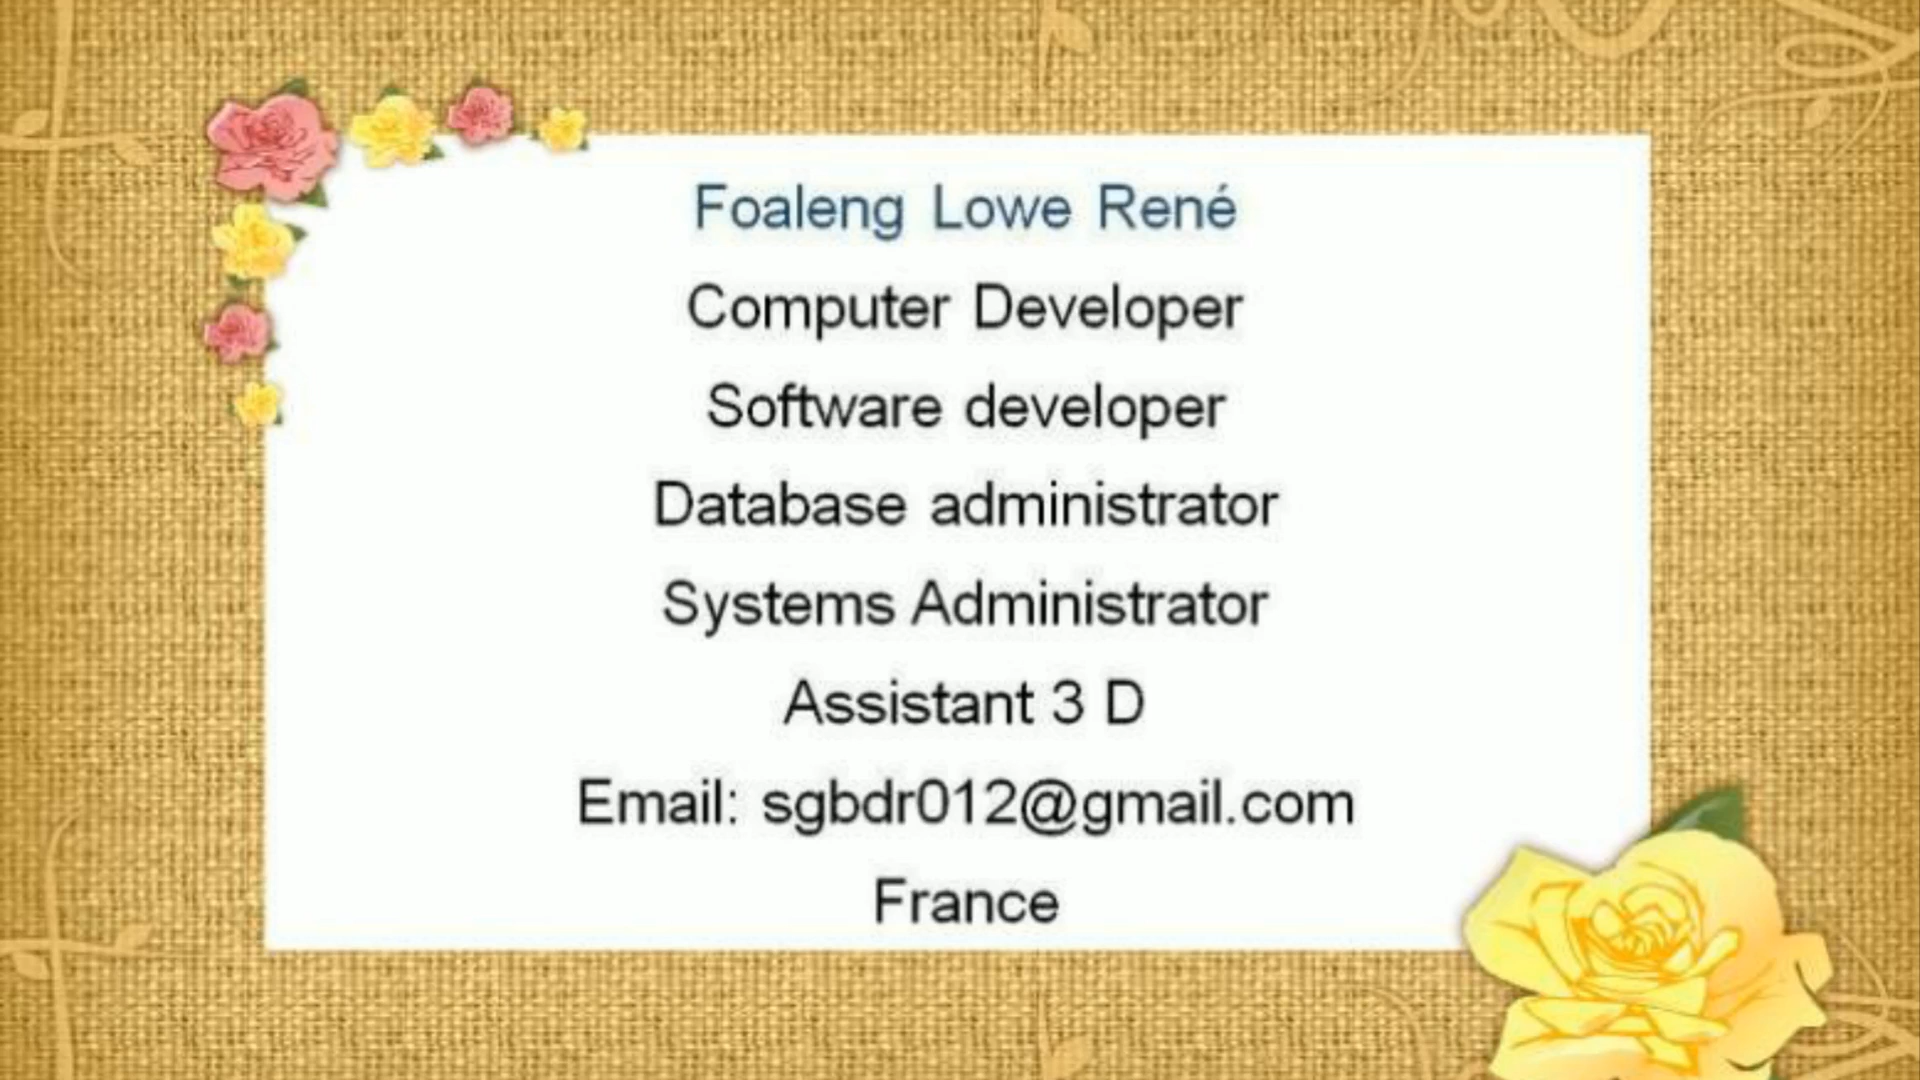 Foaleng Lowe René
Computer Developer
Software developer
Database administrator
Systems Administrator
Assistant 3 D
Email: sgbdr012@gmail.com
France